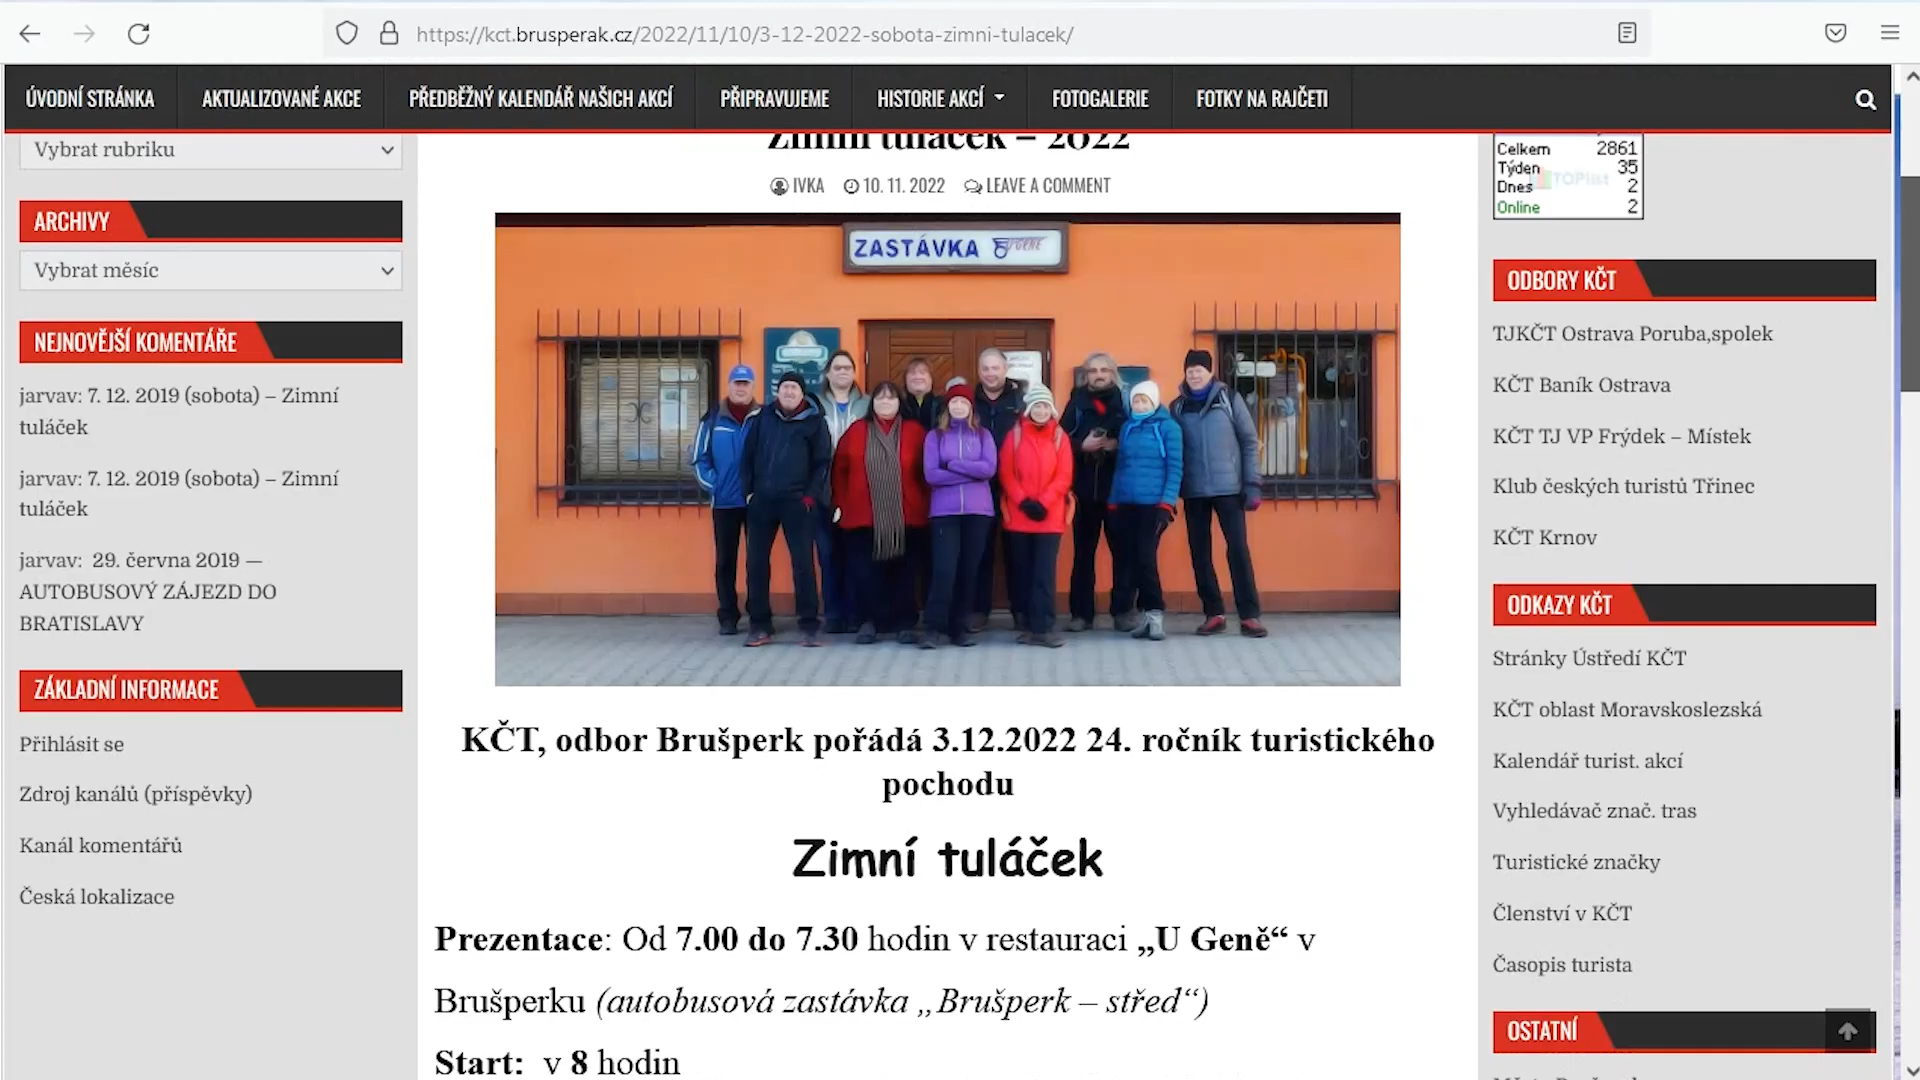 https://kct.brusperak.cz/2022/11/10/3-12-2022-sobota-zimni-tulacek/
ÚVODNÍ STRÁNKA AKTUALIZOVANÉ AKCE PŘEDBĚŽNÝ KALENDÁŘ NAŠICH AKCÍ PŘIPRAVUJEME HISTORIE AKCÍ FOTOGALERIE FOTKY NA RAJČETI
Vybrat rubriku
ARCHIVY
Vybrat měsíc
NEJNOVĚJŠÍ KOMENTÁŘE
jarvav: 7. 12. 2019 (sobota) – Zimní
tuláček
jarvav: 7. 12. 2019 (sobota) – Zimní
tuláček
jarvav: 29. června 2019 —
AUTOBUSOVÝ ZÁJEZD DO
BRATISLAVY
ZÁKLADNÍ INFORMACE
Přihlásit se
Zdroj kanálů (příspěvky)
Kanál komentářů
Česká lokalizace
Zimní tuláček – 2022
IVKA 10. 11. 2022 LEAVE A COMMENT
ZASTÁVKA
KČT, odbor Brušperk pořádá 3.12.2022 24. ročník turistického
pochodu
Zimní tuláček
Prezentace: Od 7.00 do 7.30 hodin v restauraci „U Geně“ v
Brušperku (autobusová zastávka „Brušperk – střed“)
Start: v 8 hodin
Celkem 2861
Týden 35
Dnes 2
Online 2
TOPlist
ODBORY KČT
TJKČT Ostrava Poruba,spolek
KČT Baník Ostrava
KČT TJ VP Frýdek – Místek
Klub českých turistů Třinec
KČT Krnov
ODKAZY KČT
Stránky Ústředí KČT
KČT oblast Moravskoslezská
Kalendář turist. akcí
Vyhledávač znač. tras
Turistické značky
Členství v KČT
Časopis turista
OSTATNÍ